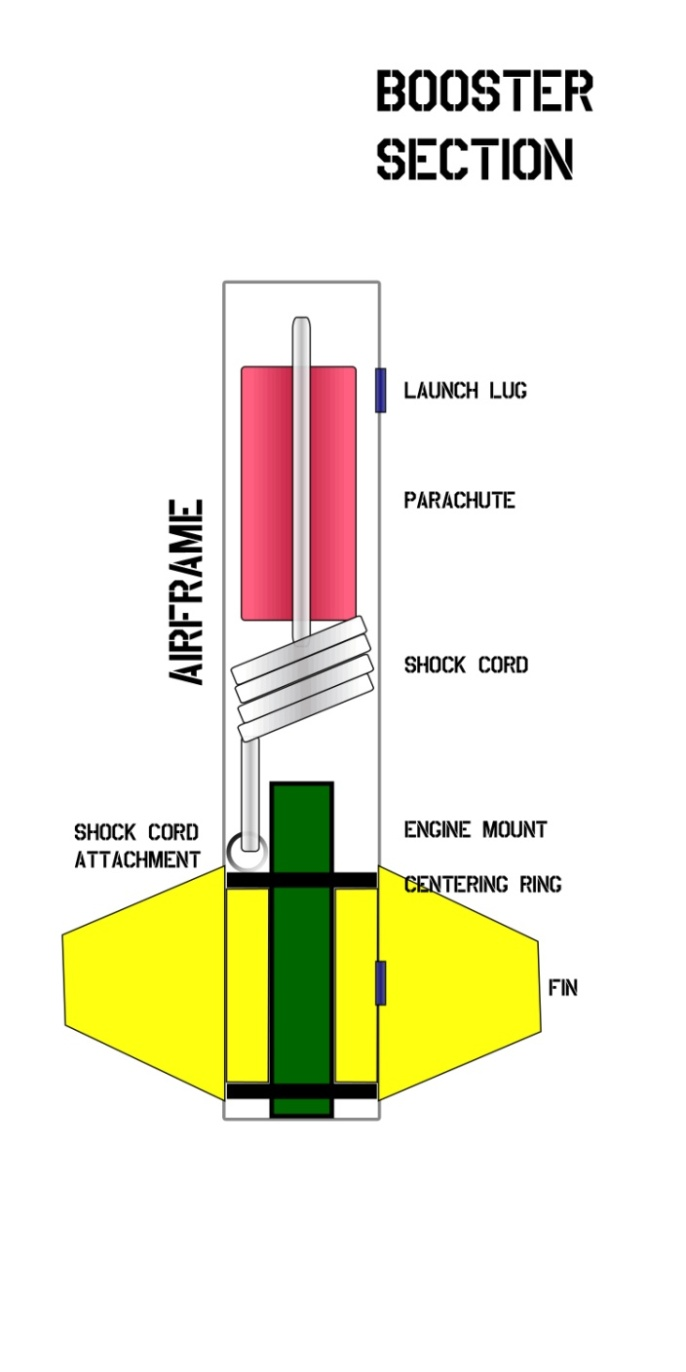 BOOSTER
SECTION
LAUNCH LUG
PARACHUTE
AIRFRAME
SHOCK CORD
SHOCK CORD
ATTACHMENT
ENGINE MOUNT
CENTERING RING
FIN